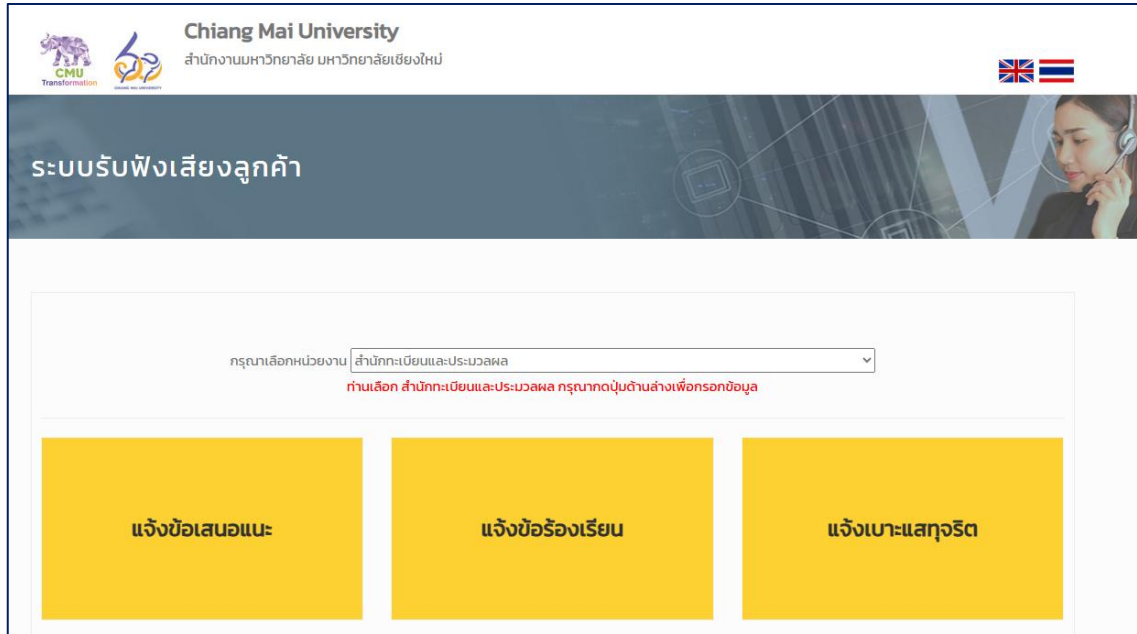 Chiang Mai University
สำนักงานมหาวิทยาลัย มหาวิทยาลัยเชียงใหม่
CMU
Transformation
CHIANG MAI UNIVERSITY
ระบบรับฟังเสียงลูกค้า
กรุณาเลือกหน่วยงาน สำนักทะเบียนและประมวลผล
ท่านเลือก สำนักทะเบียนและประมวลผล กรุณากดปุ่มด้านล่างเพื่อกรอกข้อมูล
แจ้งข้อเสนอแนะ
แจ้งข้อร้องเรียน
แจ้งเบาะแสทุจริต